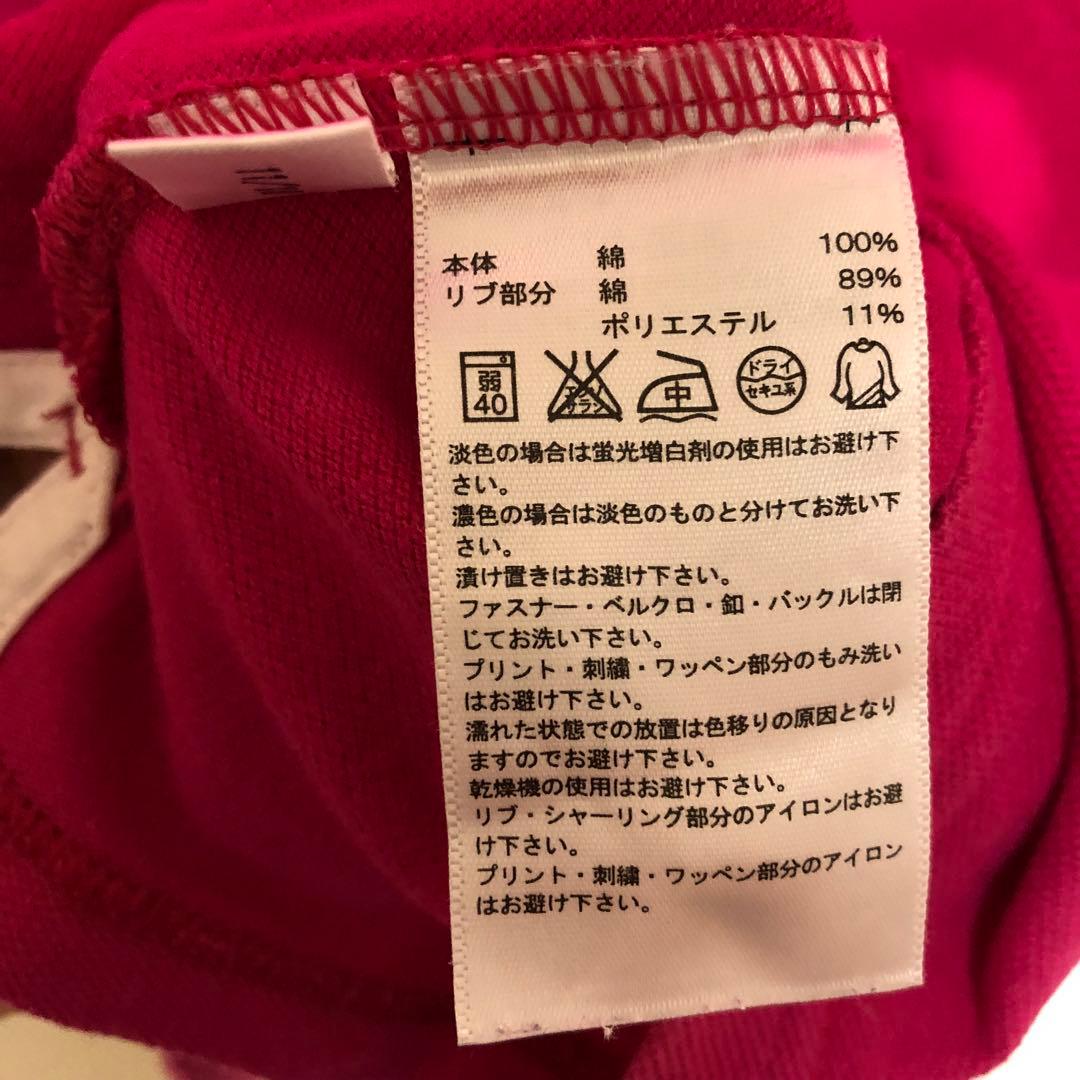 11/
本体 綿 100%
リブ部分 綿 89%
ポリエステル 11%
弱
40
エンソ
サラシ
中
ドライ
セキユ系
淡色の場合は蛍光増白剤の使用はお避け下
さい。
濃色の場合は淡色のものと分けてお洗い下
さい。
漬け置きはお避け下さい。
ファスナー・ベルクロ・釦・バックルは閉
じてお洗い下さい。
プリント・刺繍・ワッペン部分のもみ洗い
はお避け下さい。
濡れた状態での放置は色移りの原因となり
ますのでお避け下さい。
乾燥機の使用はお避け下さい。
リブ・シャーリング部分のアイロンはお避
け下さい。
プリント・刺繍・ワッペン部分のアイロン
はお避け下さい。